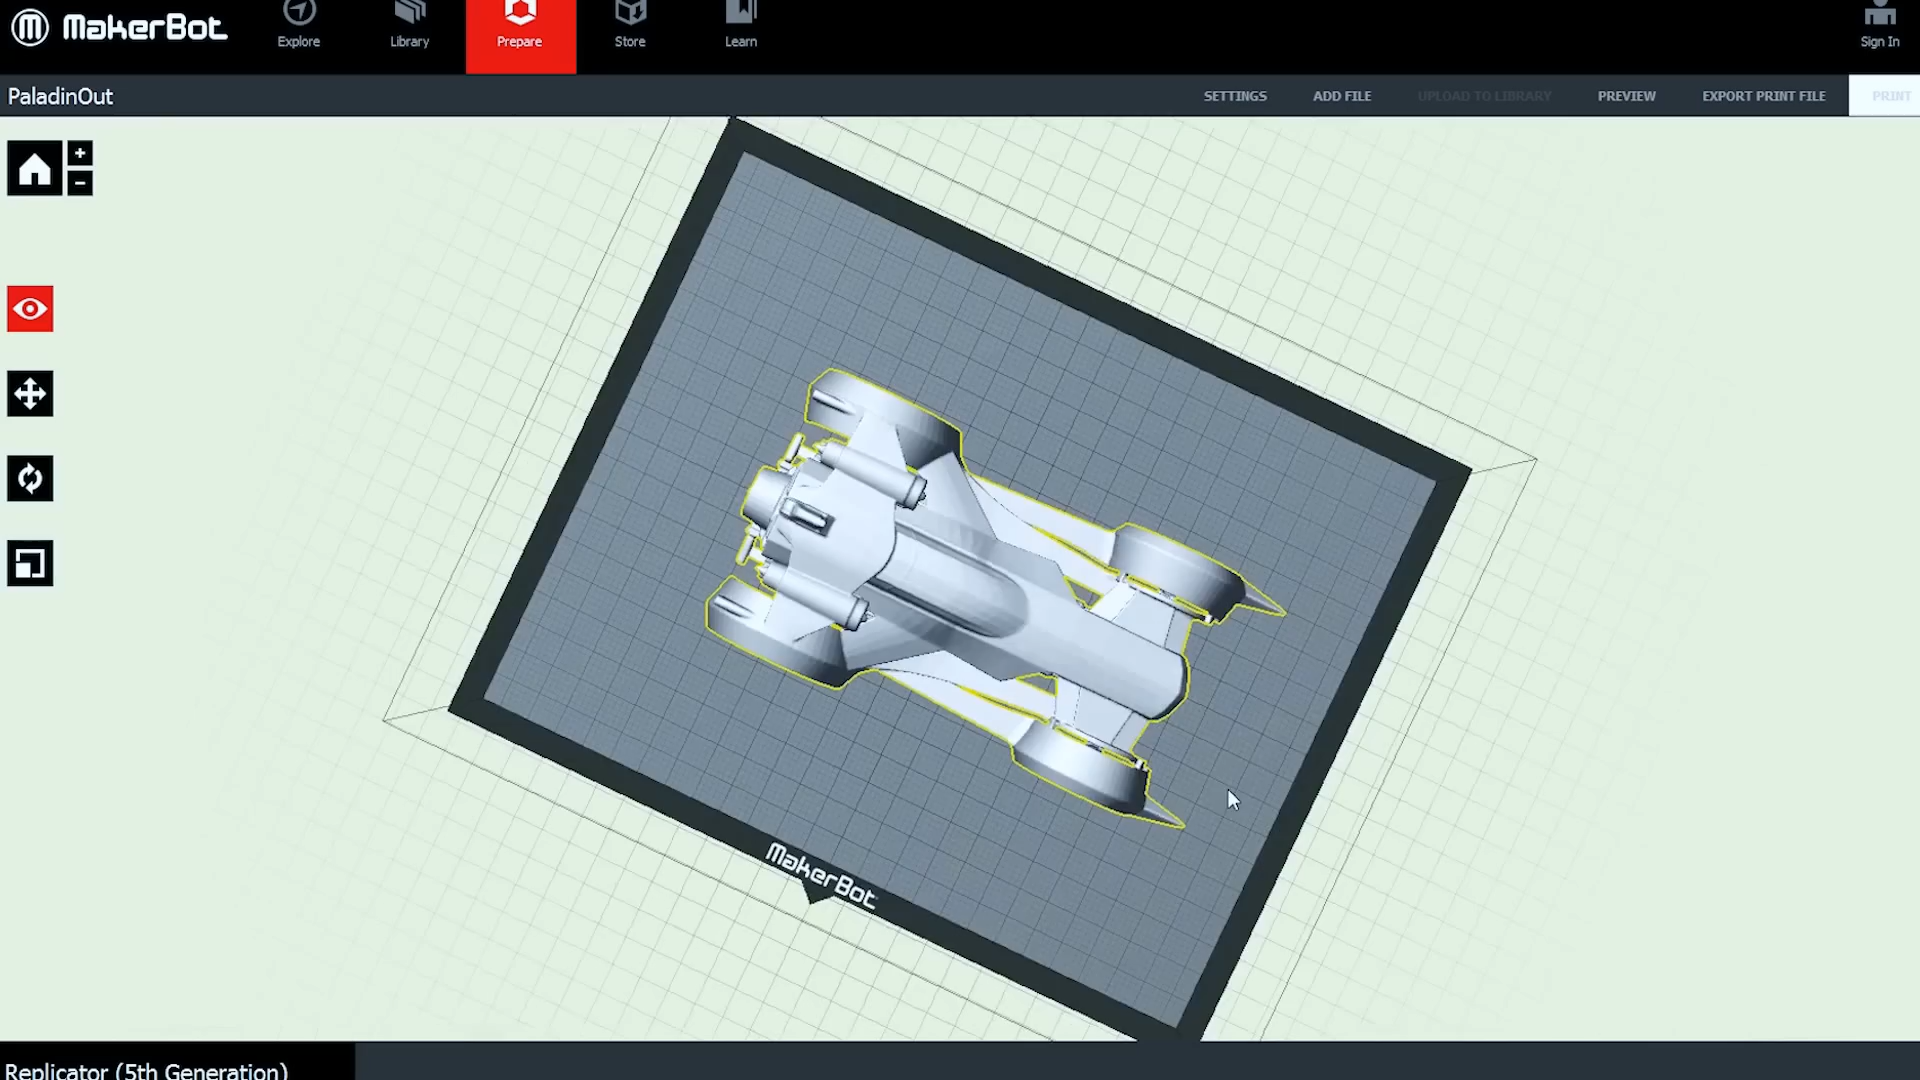 MakerBot
Explore
Library
Prepare
Store
Learn
Sign In
PaladinOut
SETTINGS
ADD FILE
UPLOAD TO LIBRARY
PREVIEW
EXPORT PRINT FILE
PRINT
+
-
MakerBot
Replicator (5th Generation)